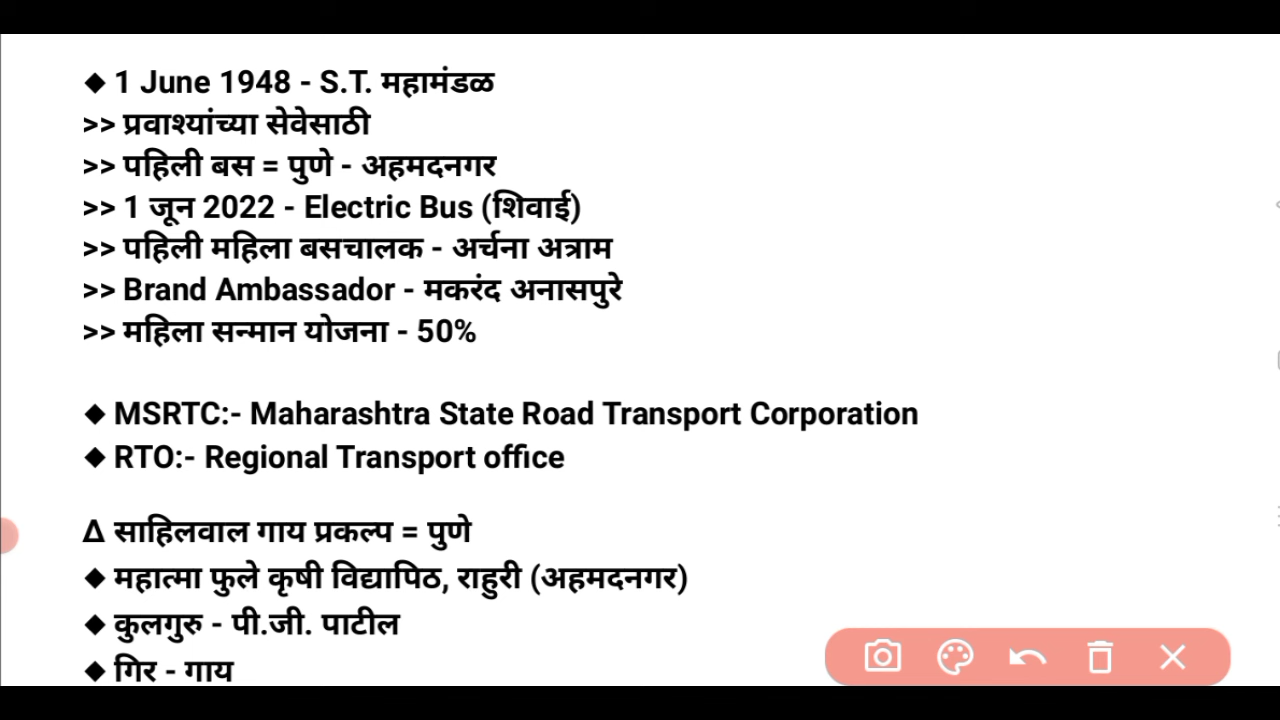 ◆ 1 June 1948 - S.T. महामंडळ
>> प्रवाश्यांच्या सेवेसाठी
>> पहिली बस = पुणे - अहमदनगर
>> 1 जून 2022 - Electric Bus (शिवाई)
>> पहिली महिला बसचालक - अर्चना अत्राम
>> Brand Ambassador - मकरंद अनासपुरे
>> महिला सन्मान योजना - 50%
◆ MSRTC:- Maharashtra State Road Transport Corporation
◆ RTO:- Regional Transport office
Δ साहिलवाल गाय प्रकल्प = पुणे
◆ महात्मा फुले कृषी विद्यापिठ, राहुरी (अहमदनगर)
◆ कुलगुरु - पी.जी. पाटील
◆ गिर - गाय